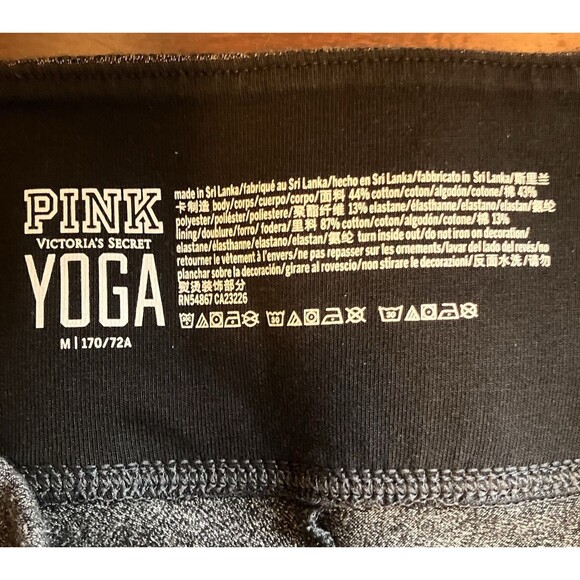 PINK
VICTORIA'S SECRET
YOGA
M | 170/72A
made in Sri Lanka/fabriqué au Sri Lanka/hecho en Sri Lanka/fabbricato in Sri Lanka/斯里兰
卡制造 body/corps/cuerpo/corpo/面料 44% cotton/coton/algodón/cotone/棉 43%
polyester/poliéster/poliestere/聚酯纤维 13% elastane/élasthanne/elastano/elastan/氨纶
lining/doublure/forro/fodera/里料 87% cotton/coton/algodón/cotone/棉 13%
elastane/élasthanne/elastano/elastan/氨纶 turn inside out/do not iron on decoration/
retourner le vêtement à l'envers/ne pas repasser sur les ornements/lavar del lado del revés/no
planchar sobre la decoración/girare al rovescio/non stirare le decorazioni/反面水洗/请勿
熨烫装饰部分
RN54867 CA23226
30 30